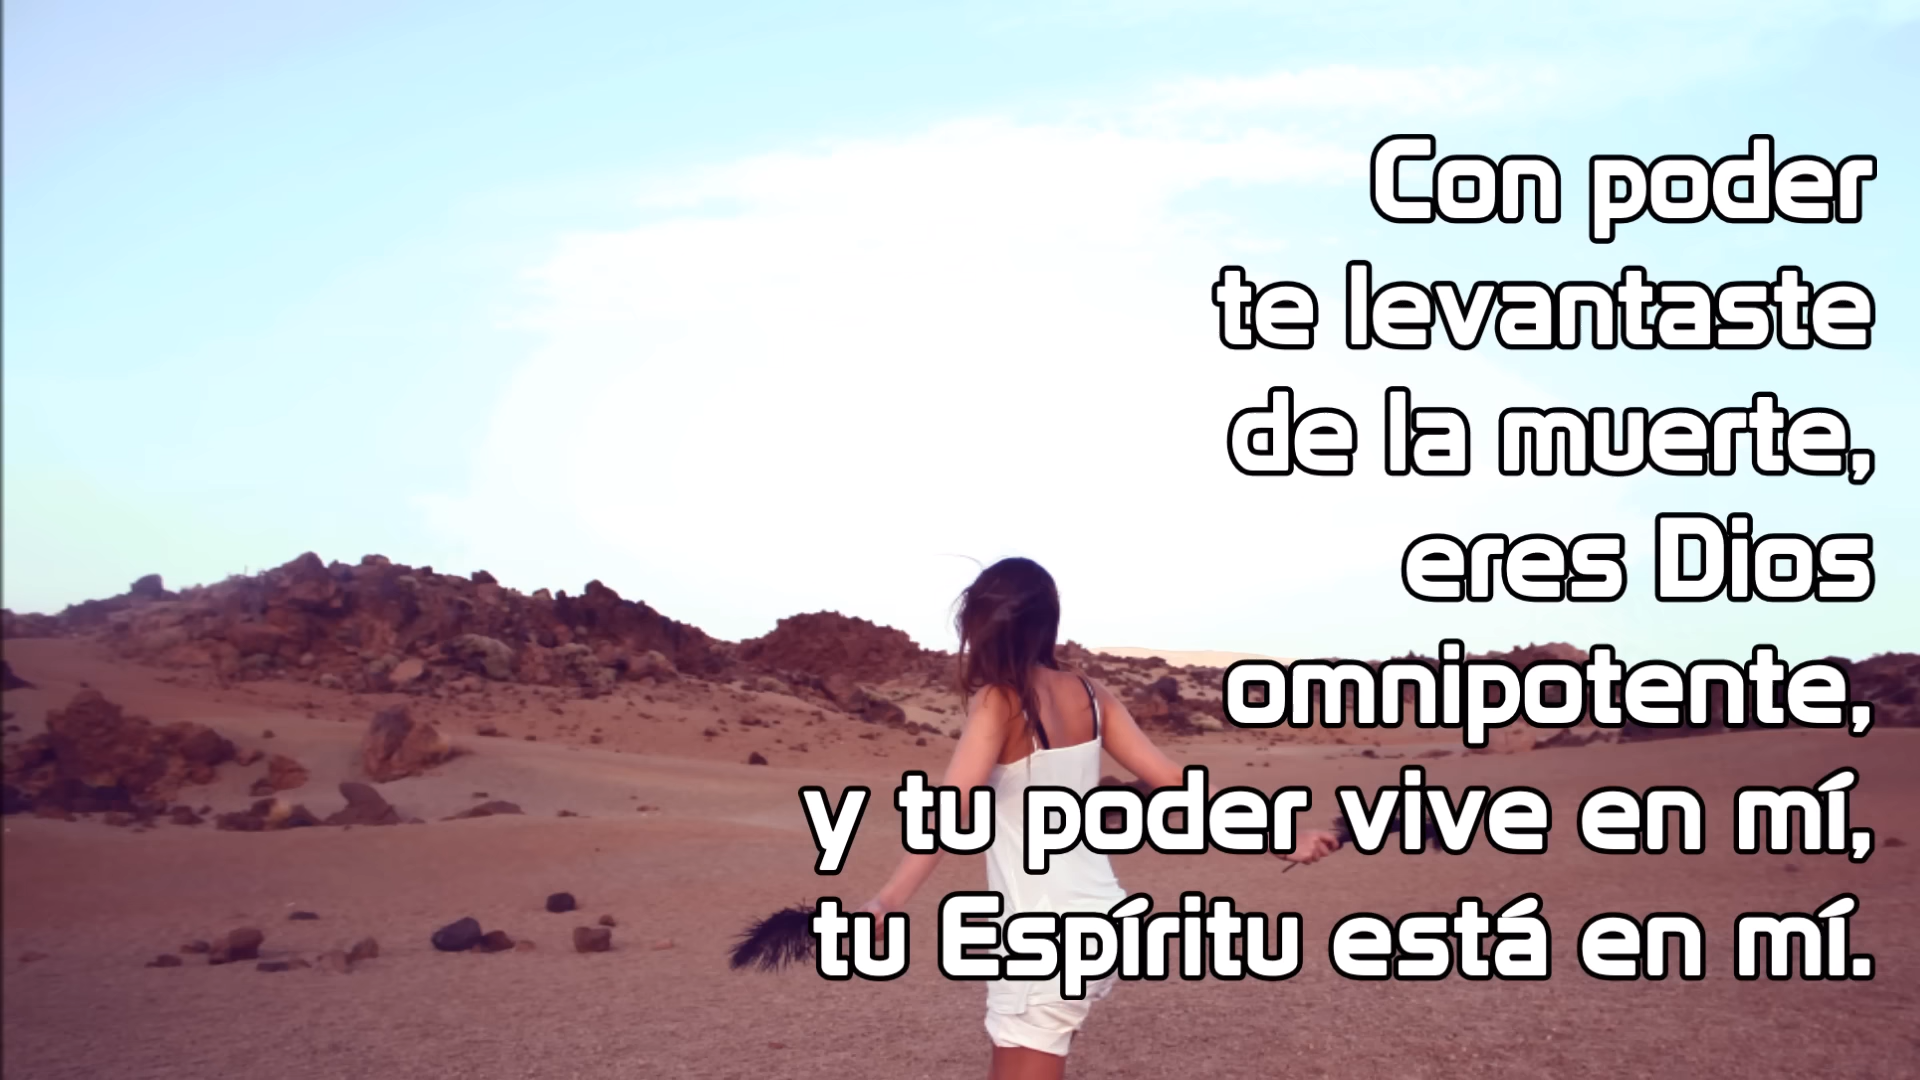 Con poder
te levantaste
de la muerte,
eres Dios
omnipotente,
y tu poder vive en mí,
tu Espíritu está en mí.